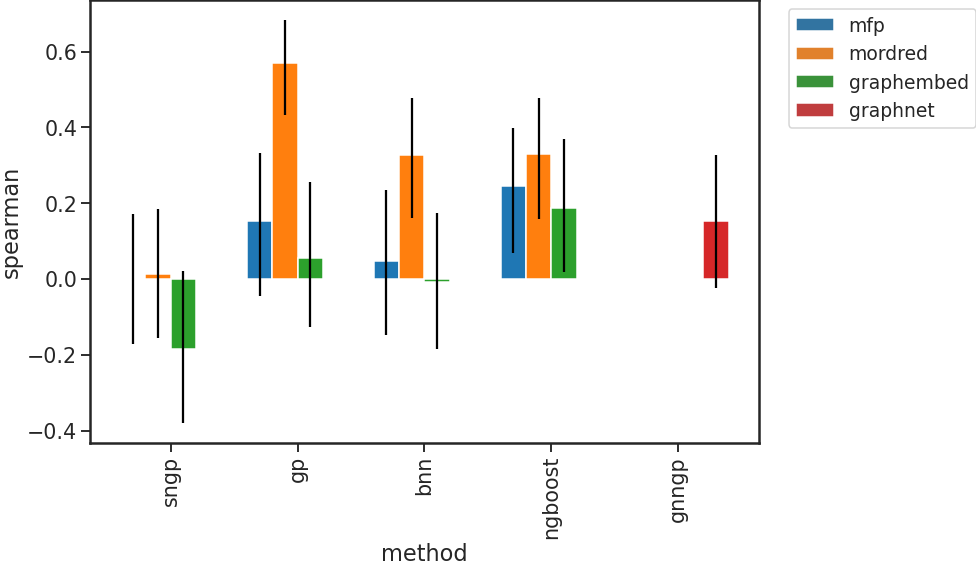 0.6
0.4
0.2
0.0
−0.2
−0.4
spearman
sngp
gp
bnn
ngboost
gnngp
method
mfp
mordred
graphembed
graphnet